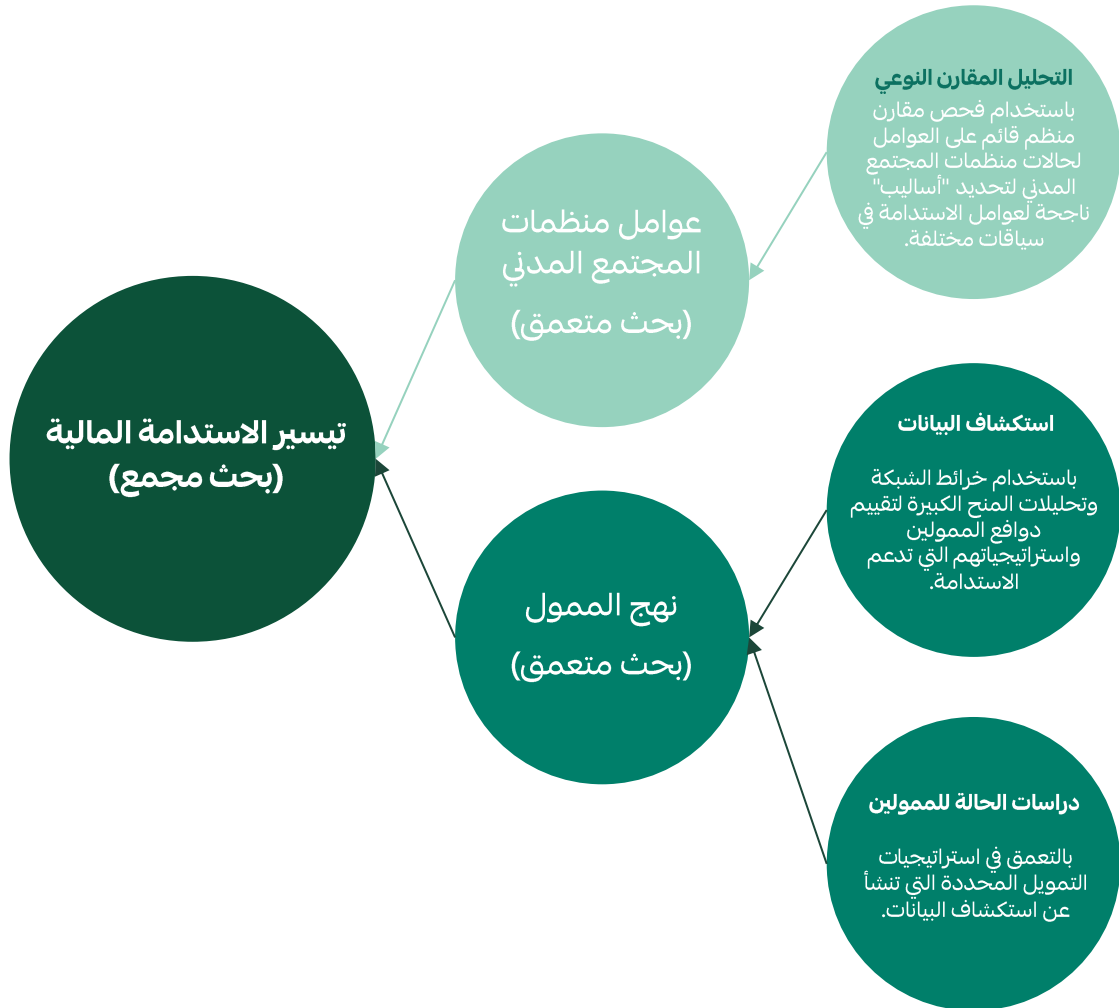 التحليل المقارن النوعي
باستخدام فحص مقارن
منظم قائم على العوامل
لحالات منظمات المجتمع
المدني لتحديد "أساليب"
ناجحة لعوامل الاستدامة في
سياقات مختلفة.
عوامل منظمات
المجتمع المدني
(بحث متعمق)
تيسير الاستدامة المالية
(بحث مجمع)
استكشاف البيانات
باستخدام خرائط الشبكة
وتحليلات المنح الكبيرة لتقييم
دوافع الممولين
واستراتيجياتهم التي تدعم
الاستدامة.
نهج الممول
(بحث متعمق)
دراسات الحالة للممولين
بالتعمق في استراتيجيات
التمويل المحددة التي تنشأ
عن استكشاف البيانات.